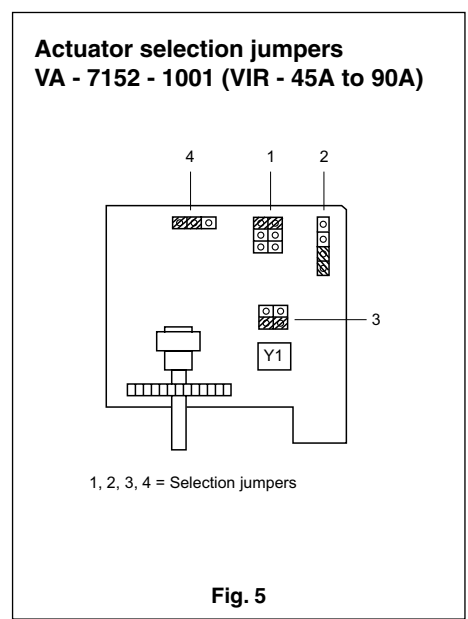 Actuator selection jumpers
VA - 7152 - 1001 (VIR - 45A to 90A)
4 1 2
3
Y1
1, 2, 3, 4 = Selection jumpers
Fig. 5